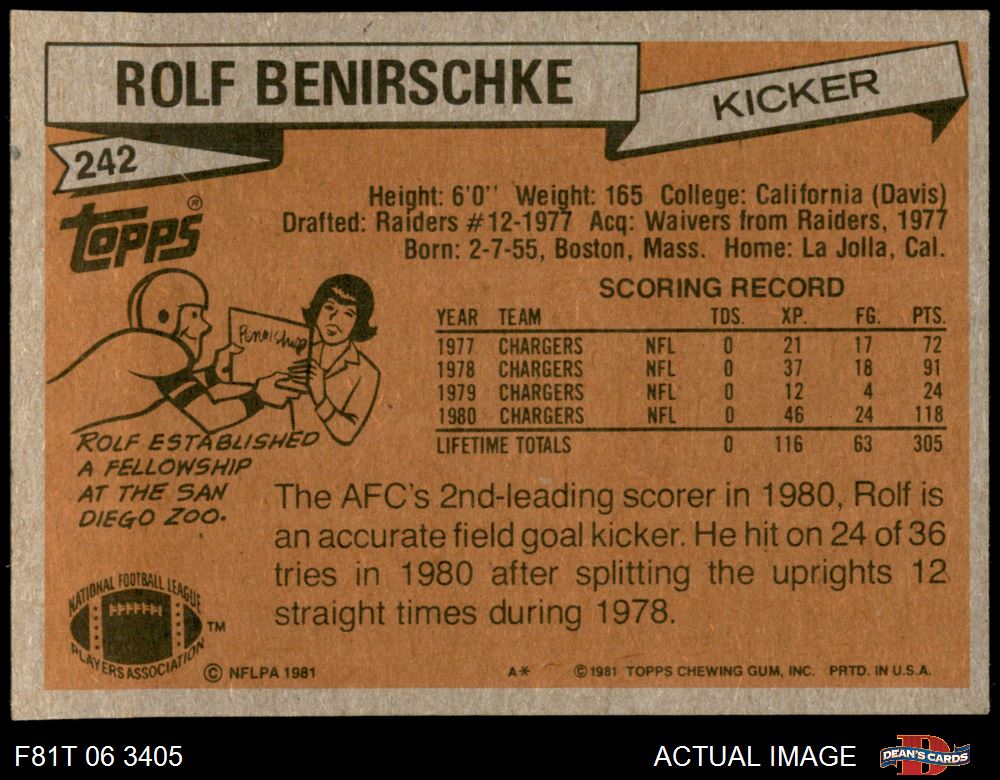 ROLF BENIRSCHKE
KICKER
242
TOPPS®
Height: 6'0'' Weight: 165 College: California (Davis)
Drafted: Raiders #12-1977 Acq: Waivers from Raiders, 1977
Born: 2-7-55, Boston, Mass. Home: La Jolla, Cal.
SCORING RECORD
YEAR TEAM TDS. XP. FG. PTS.
1977 CHARGERS NFL 0 21 17 72
1978 CHARGERS NFL 0 37 18 91
1979 CHARGERS NFL 0 12 4 24
1980 CHARGERS NFL 0 46 24 118
LIFETIME TOTALS 0 116 63 305
ROLF ESTABLISHED
A FELLOWSHIP
AT THE SAN
DIEGO ZOO.
The AFC's 2nd-leading scorer in 1980, Rolf is
an accurate field goal kicker. He hit on 24 of 36
tries in 1980 after splitting the uprights 12
straight times during 1978.
NATIONAL FOOTBALL LEAGUE
PLAYERS ASSOCIATION
TM
© NFLPA 1981
A*
© 1981 TOPPS CHEWING GUM, INC. PRTD. IN U.S.A.
F81T 06 3405
ACTUAL IMAGE
DEAN'S CARDS